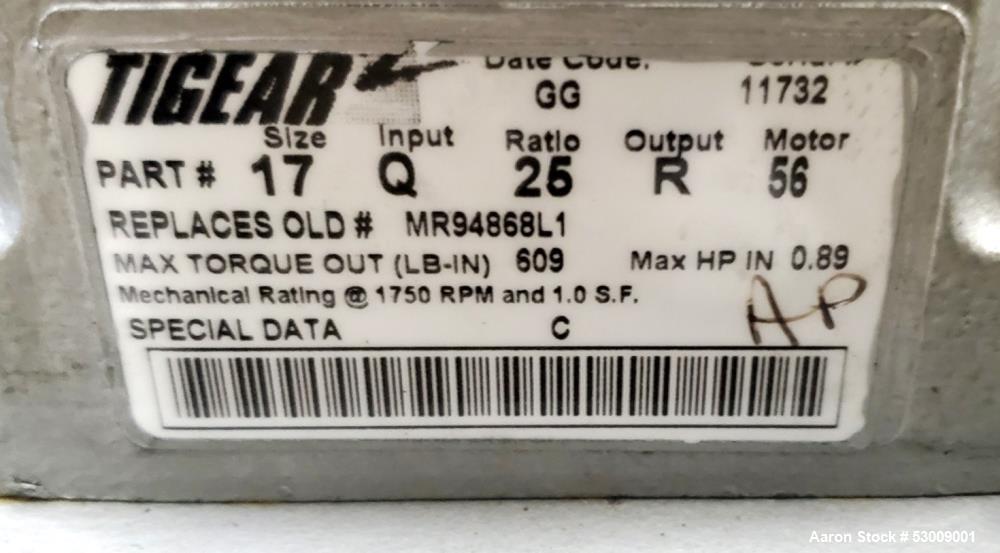 TIGEAR Date Code:
GG 11732
Size Input Ratio Output Motor
PART # 17 Q 25 R 56
REPLACES OLD # MR94868L1
MAX TORQUE OUT (LB-IN) 609 Max HP IN 0.89
Mechanical Rating @ 1750 RPM and 1.0 S.F.
AP
SPECIAL DATA C
Aaron Stock # 53009001